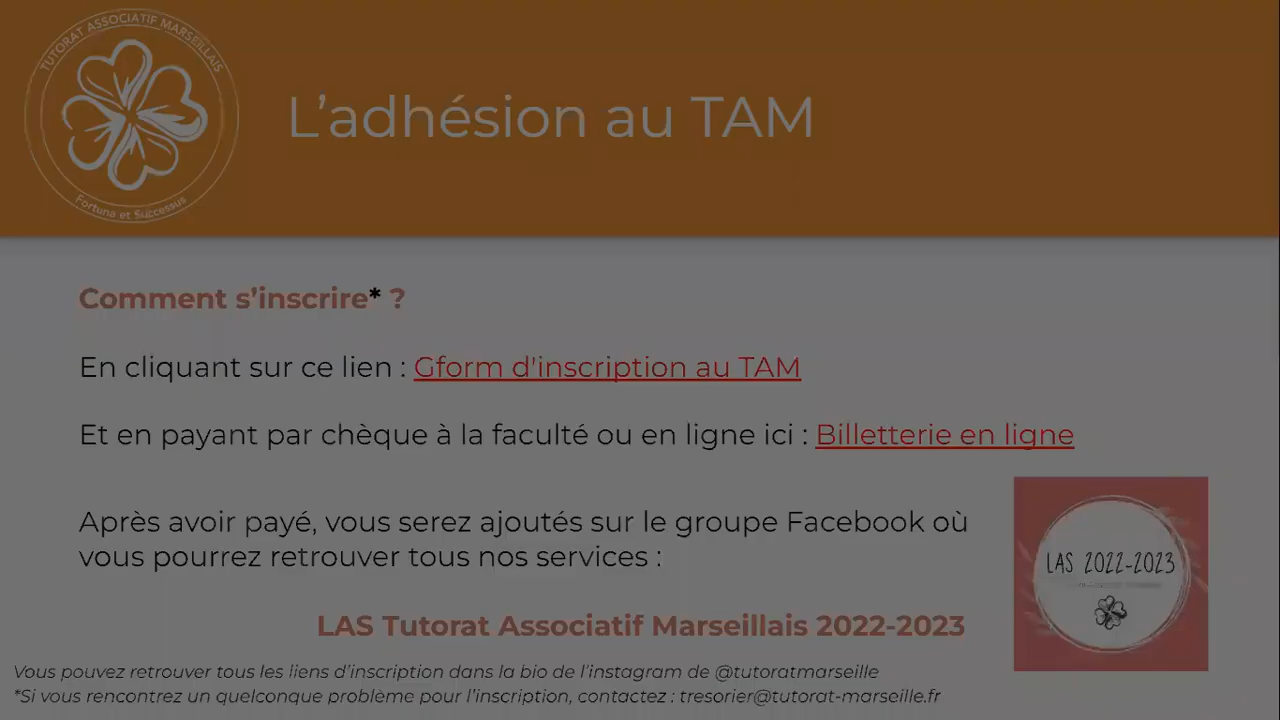 TUTORAT ASSOCIATIF MARSEILLAIS
Fortuna et Successus
L'adhésion au TAM
Comment s'inscrire* ?
En cliquant sur ce lien : Gform d'inscription au TAM
Et en payant par chèque à la faculté ou en ligne ici : Billetterie en ligne
Après avoir payé, vous serez ajoutés sur le groupe Facebook où
vous pourrez retrouver tous nos services :
LAS 2022-2023
LAS Tutorat Associatif Marseillais 2022-2023
Vous pouvez retrouver tous les liens d'inscription dans la bio de l'instagram de @tutoratmarseille
*Si vous rencontrez un quelconque problème pour l'inscription, contactez : tresorier@tutorat-marseille.fr